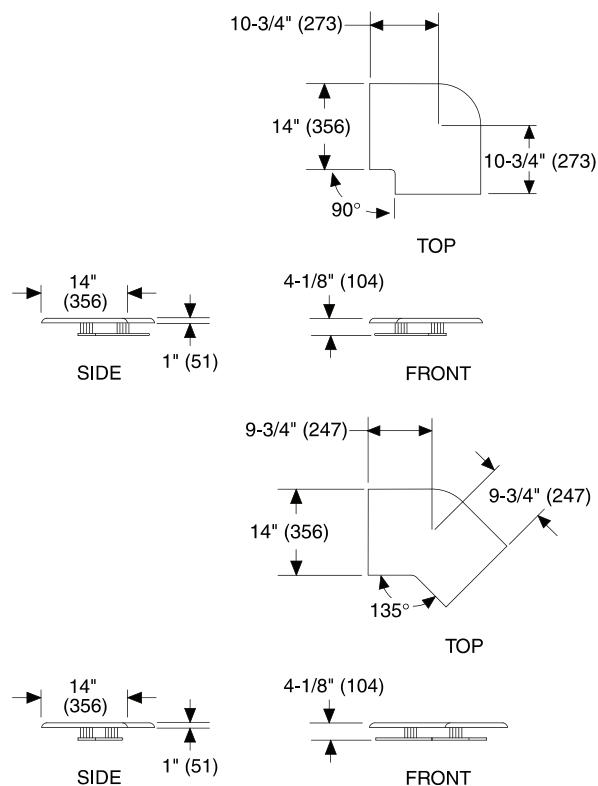 10-3/4" (273)
14" (356)
10-3/4" (273)
90°
TOP
14"
(356)
4-1/8" (104)
1" (51)
SIDE
FRONT
9-3/4" (247)
9-3/4" (247)
14" (356)
135°
TOP
14"
(356)
4-1/8" (104)
1" (51)
SIDE
FRONT